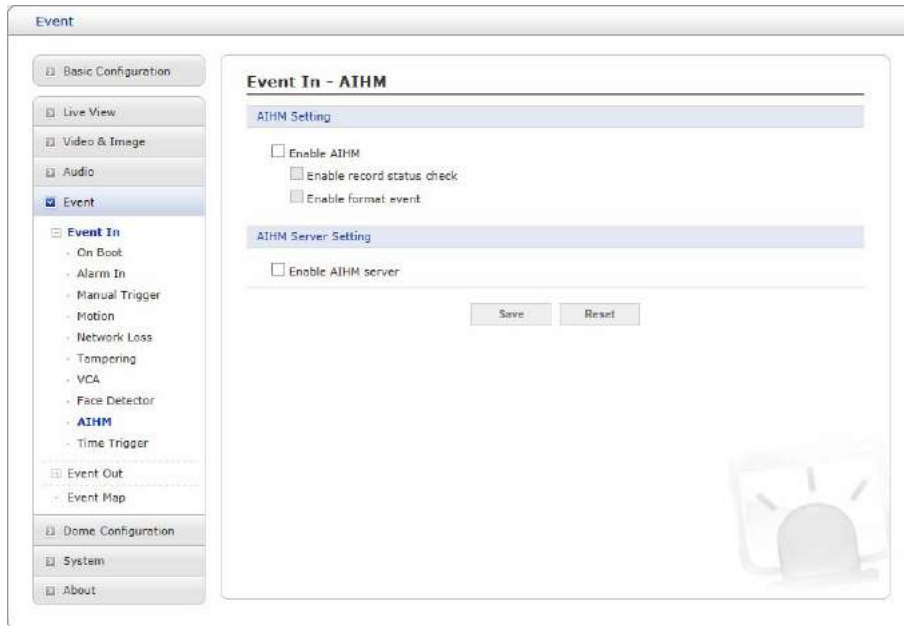 Event
Basic Configuration
Live View
Video & Image
Audio
Event
Event In
On Boot
Alarm In
Manual Trigger
Motion
Network Loss
Tampering
VCA
Face Detector
AIHM
Time Trigger
Event Out
Event Map
Dome Configuration
System
About
Event In - AIHM
AIHM Setting
Enable AIHM
Enable record status check
Enable format event
AIHM Server Setting
Enable AIHM server
Save Reset